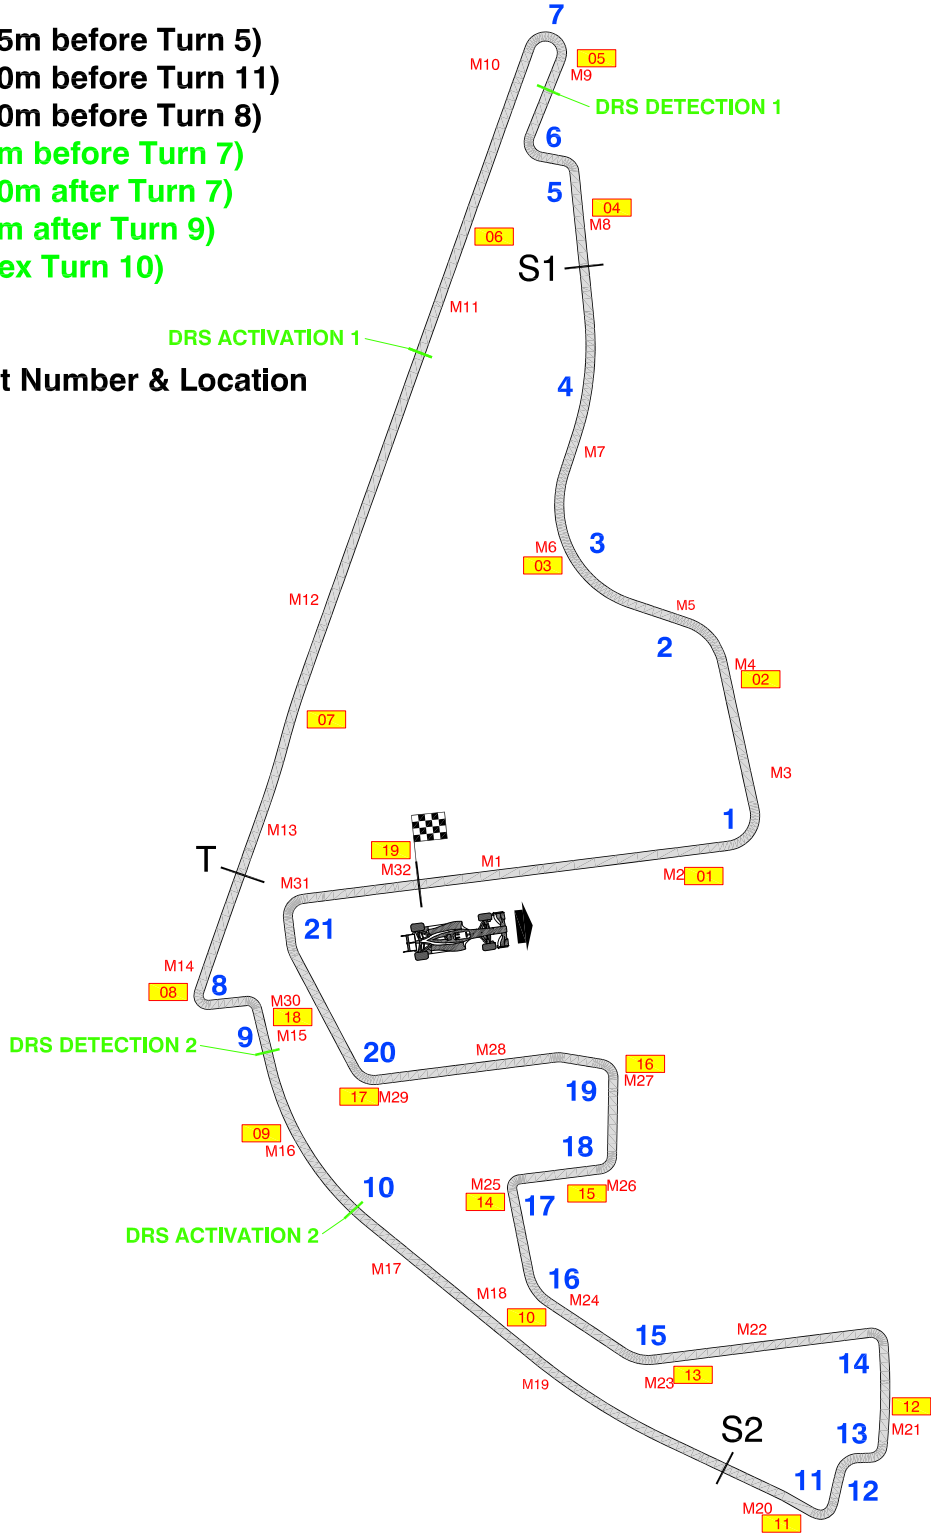 5m before Turn 5)
0m before Turn 11)
0m before Turn 8)
m before Turn 7)
0m after Turn 7)
m after Turn 9)
ex Turn 10)
t Number & Location
7
M10
05
M9
DRS DETECTION 1
6
5
04
M8
06
S1
M11
DRS ACTIVATION 1
4
M7
3
M6
03
M12
M5
2
M4
02
07
M3
1
M13
19
M1
T
M32
M2 01
M31
21
M14
8
08
M30
18
9
M15
DRS DETECTION 2
20
M28
16
M27
17 M29
19
09
M16
18
10
M25
M26
14
15
17
DRS ACTIVATION 2
M17
16
M18
M24
10
15
M22
14
M23 13
M19
12
M21
S2
13
11
12
M20
11